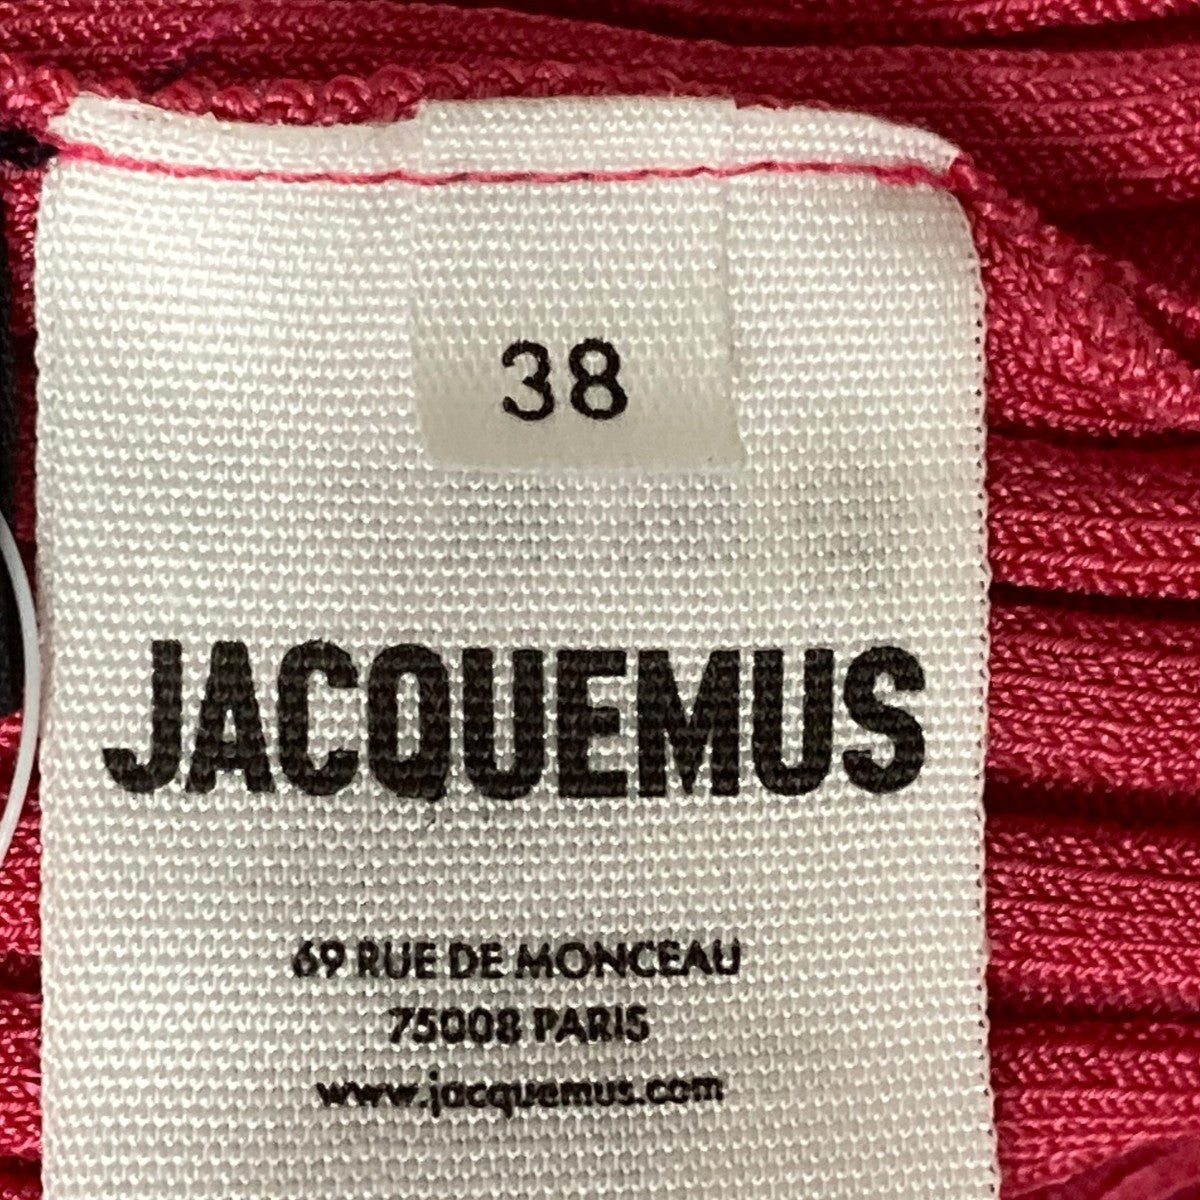 38
JACQUEMUS
69 RUE DE MONCEAU
75008 PARIS
www.jacquemus.com